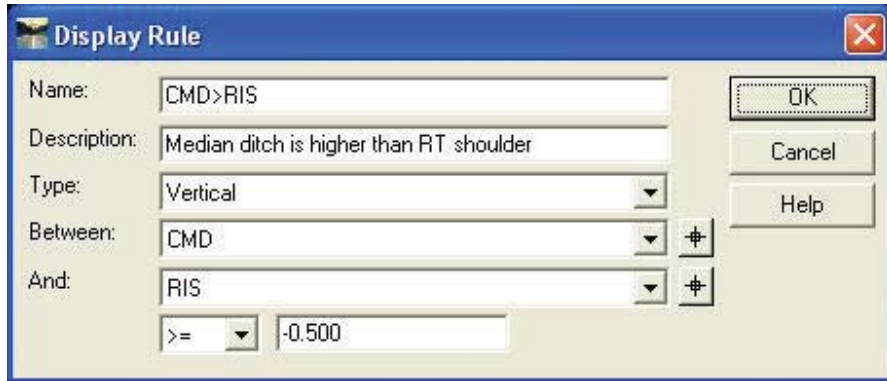 Display Rule
Name: CMD>RIS
OK
Description: Median ditch is higher than RT shoulder
Cancel
Type: Vertical
Help
Between: CMD
And: RIS
>= -0.500